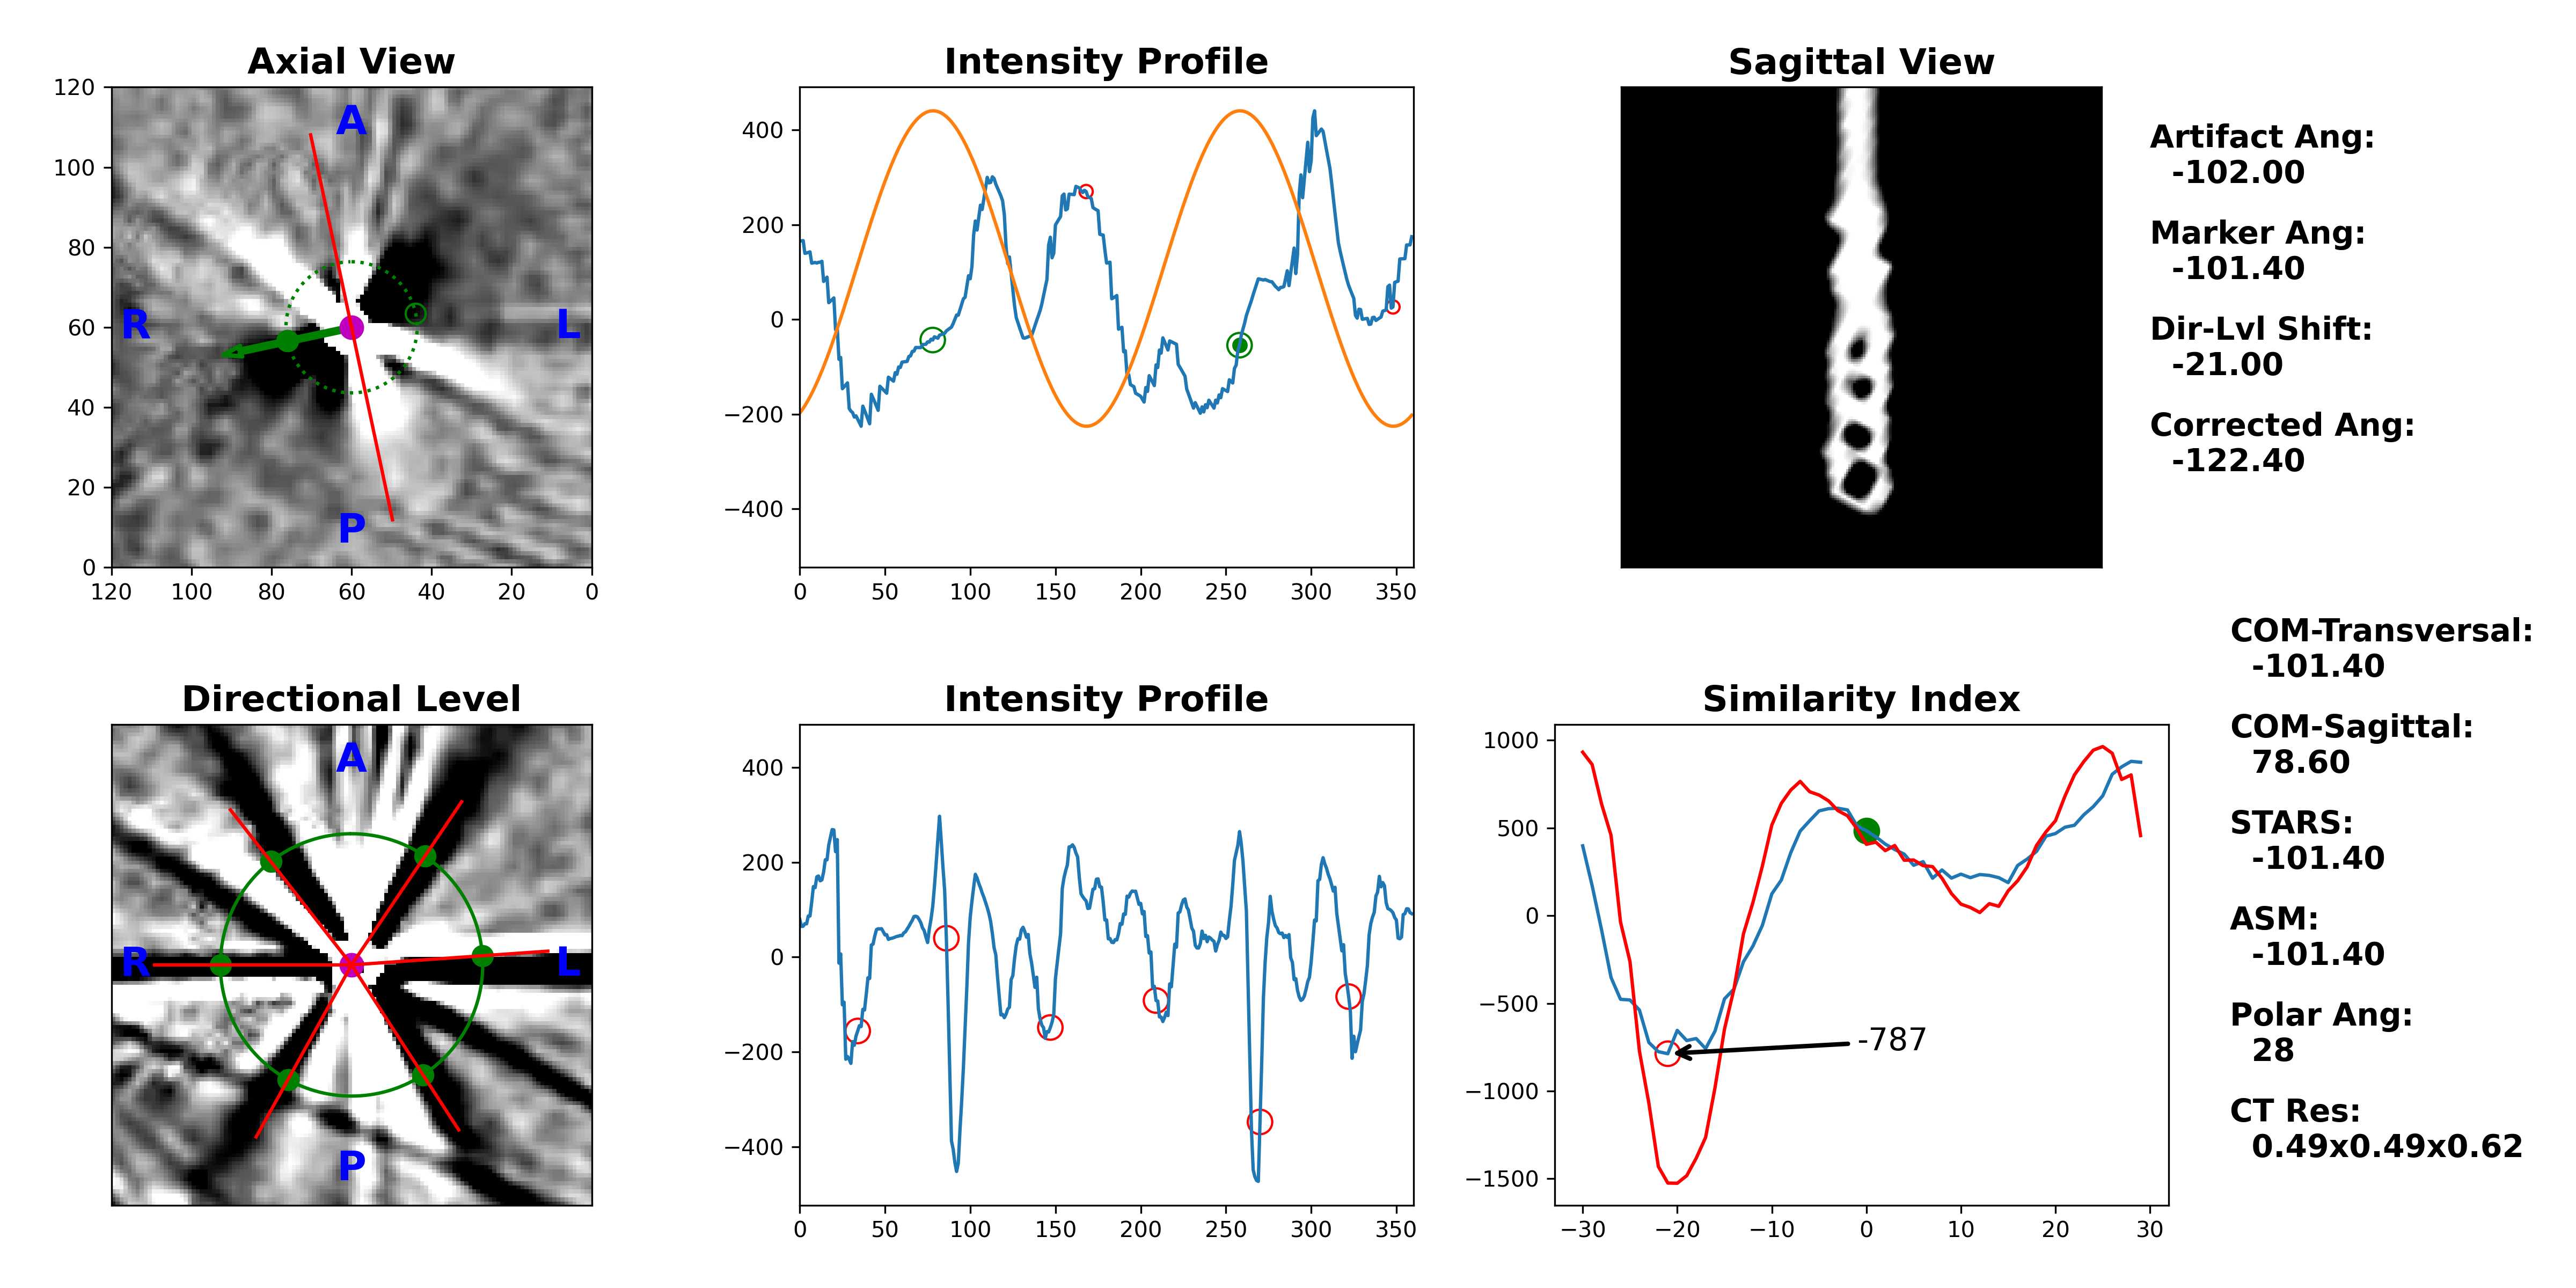 Axial View
120
100
80
60
40
20
0
120 100 80 60 40 20 0
A
R
L
P
Intensity Profile
400
200
0
−200
−400
0 50 100 150 200 250 300 350
Sagittal View
Artifact Ang:
-102.00
Marker Ang:
-101.40
Dir-Lvl Shift:
-21.00
Corrected Ang:
-122.40
Directional Level
A
R
L
P
Intensity Profile
400
200
0
−200
−400
0 50 100 150 200 250 300 350
Similarity Index
1000
500
0
−500
−1000
−1500
−30 −20 −10 0 10 20 30
-787
COM-Transversal:
-101.40
COM-Sagittal:
78.60
STARS:
-101.40
ASM:
-101.40
Polar Ang:
28
CT Res:
0.49x0.49x0.62